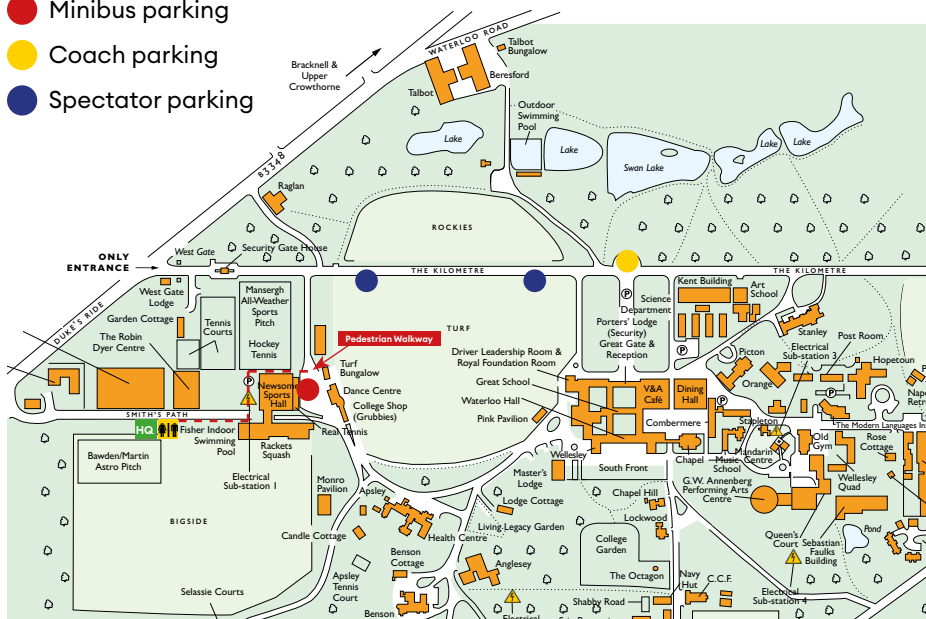 Minibus parking
Coach parking
Spectator parking
WATERLOO ROAD
Talbot
Bungalow
Bracknell &
Upper
Crowthorne
Beresford
Talbot
Outdoor
Swimming
Pool
Lake
Lake
Swan Lake
Lake
Lake
B3348
Raglan
ROCKIES
West Gate
Security Gate House
ONLY
ENTRANCE
THE KILOMETRE
THE KILOMETRE
West Gate
Lodge
Mansergh
All-Weather
Sports
Pitch
Hockey
Tennis
Garden Cottage
Tennis
Courts
The Robin
Dyer Centre
DUKE'S RIDE
P
Science
Department
Kent Building
Art
School
Porters' Lodge
(Security)
Great Gate &
Reception
Stanley
TURF
Pedestrian Walkway
Post Room
Electrical
Sub-station 3
Hopetoun
Driver Leadership Room &
Royal Foundation Room
P
Picton
Turf
Bungalow
Great School
Orange
P
Newsome
Sports
Hall
Dance Centre
V&A
Café
Dining
Hall
P
Waterloo Hall
P
College Shop
(Grubbies)
SMITH'S PATH
Pink Pavilion
Combermere
Stapleton
The Modern Languages
HQ
Fisher Indoor
Swimming
Pool
Real Tennis
Rackets
Squash
Old
Gym
Rose
Cottage
Bawden/Martin
Astro Pitch
Wellesley
South Front
Chapel
Music
School
Mandarin
Centre
Electrical
Sub-station 1
Master's
Lodge
G.W. Annenberg
Performing Arts
Centre
Wellesley
Quad
Monro
Pavilion
Apsley
Lodge Cottage
Chapel Hill
BIGSIDE
Living Legacy Garden
Lockwood
Candle Cottage
Health Centre
College
Garden
Queen's
Court
Sebastian
Faulks
Building
Pond
Benson
Cottage
Anglesey
Apsley
Tennis
Court
The Octagon
Navy
Hut
C.C.F.
Selassie Courts
Shabby Road
Electrical
Sub-station 4
Benson
Electrical